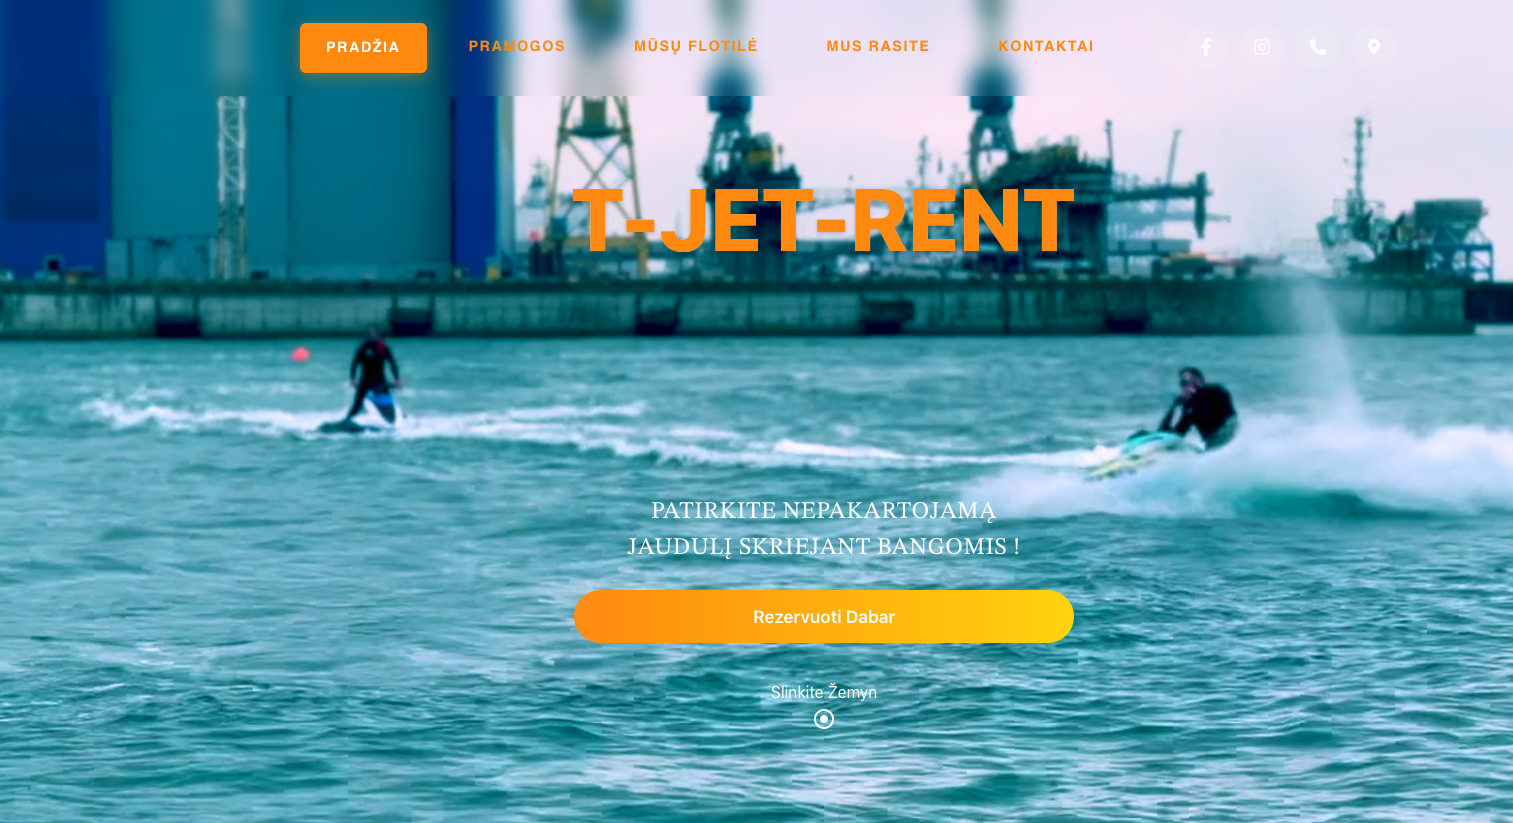 PRADŽIA
PRAMOGOS
MŪSŲ FLOTILĖ
MUS RASITE
KONTAKTAI
T-JET-RENT
PATIRKITE NEPAKARTOJAMĄ
JAUDULĮ SKRIEJANT BANGOMIS !
Rezervuoti Dabar
Slinkite Žemyn